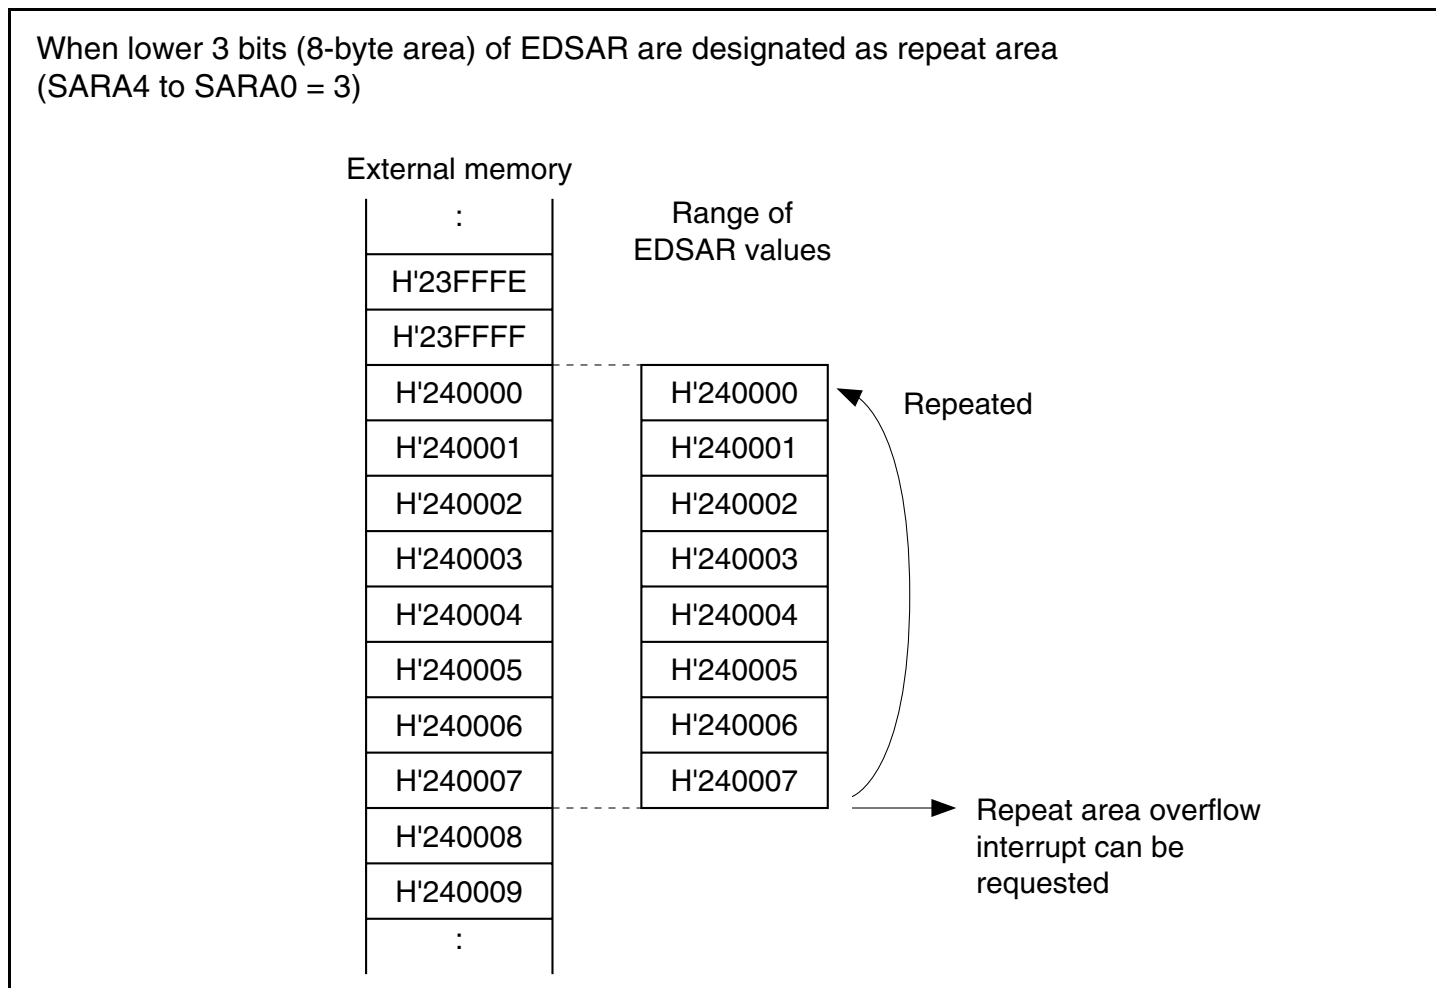 When lower 3 bits (8-byte area) of EDSAR are designated as repeat area
(SARA4 to SARA0 = 3)
External memory
:
H'23FFFE
H'23FFFF
H'240000
H'240001
H'240002
H'240003
H'240004
H'240005
H'240006
H'240007
H'240008
H'240009
:
Range of
EDSAR values
H'240000
H'240001
H'240002
H'240003
H'240004
H'240005
H'240006
H'240007
Repeated
Repeat area overflow
interrupt can be
requested